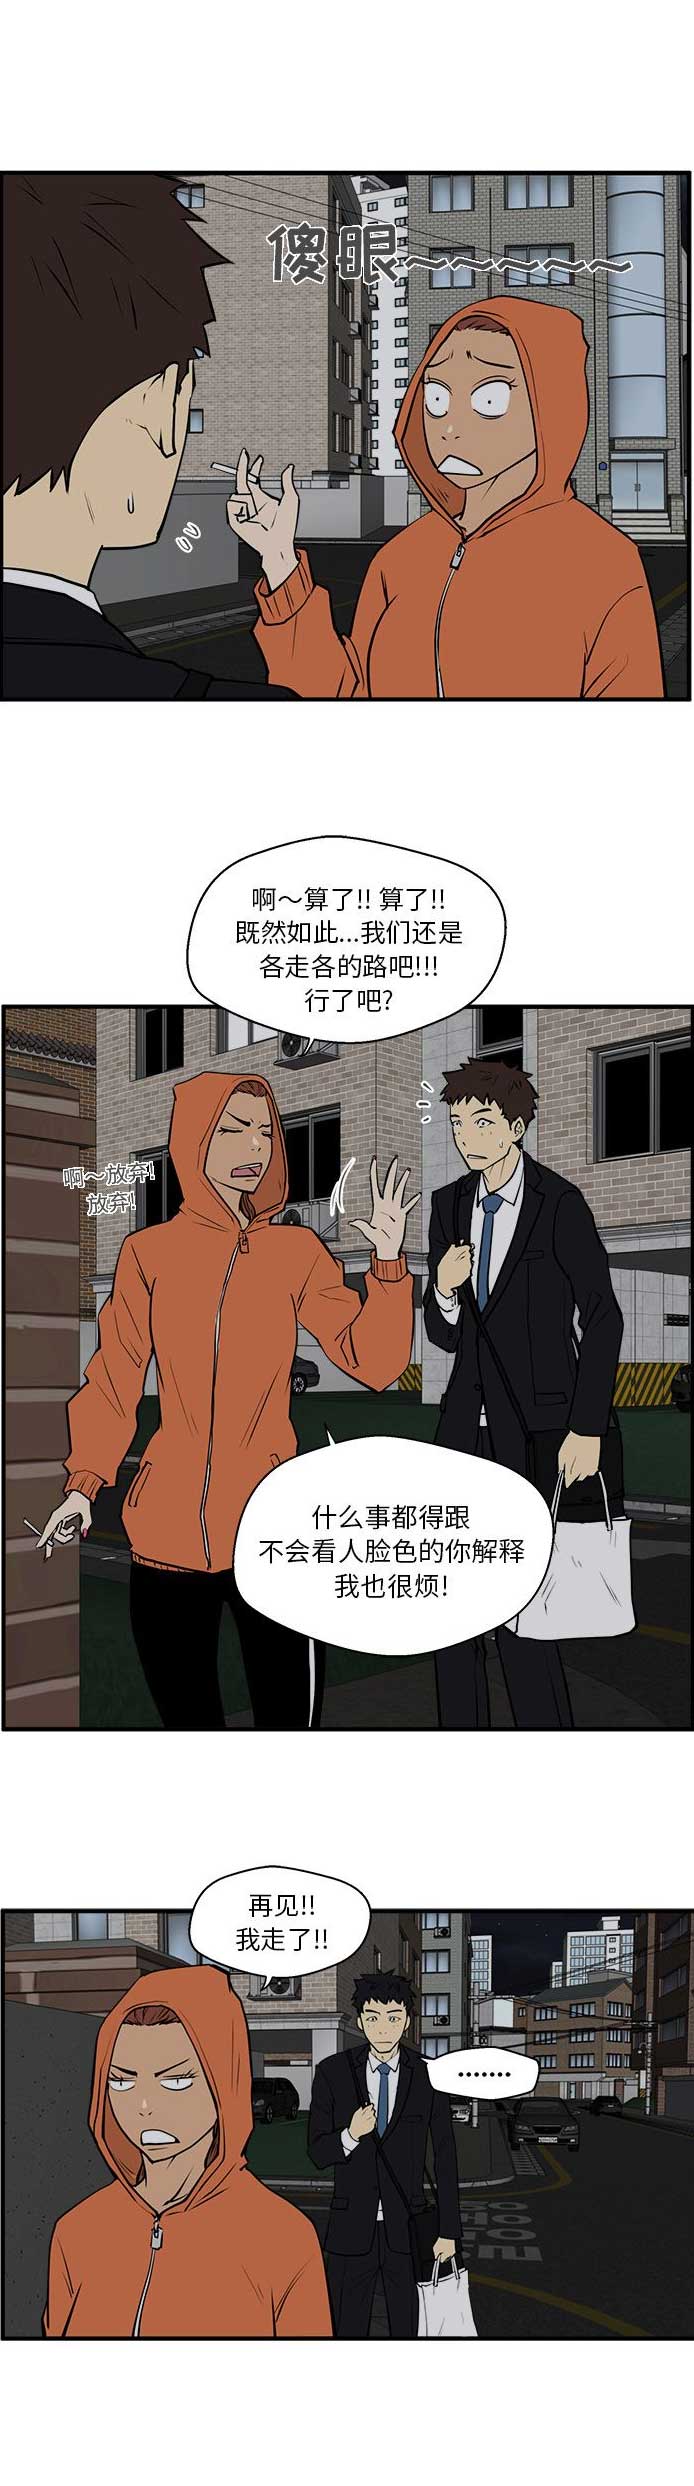 傻眼~~~~~
啊～算了!! 算了!!
既然如此...我们还是
各走各的路吧!!!
行了吧?
啊～放弃!
放弃!
什么事都得跟
不会看人脸色的你解释
我也很烦!
再见!!
我走了!!
·······